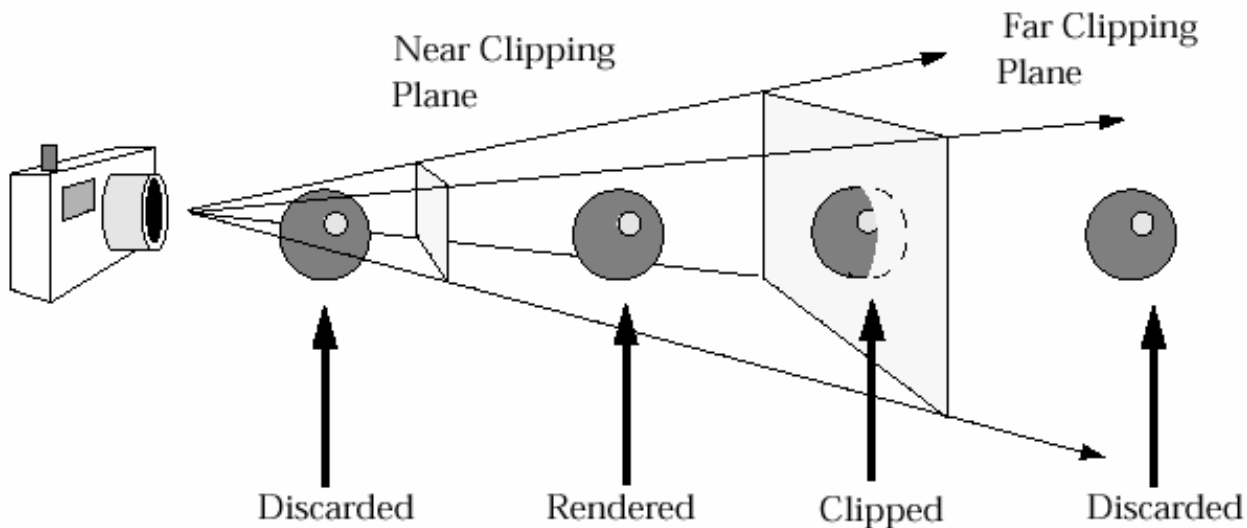 Near Clipping
Plane
Far Clipping
Plane
Discarded
Rendered
Clipped
Discarded